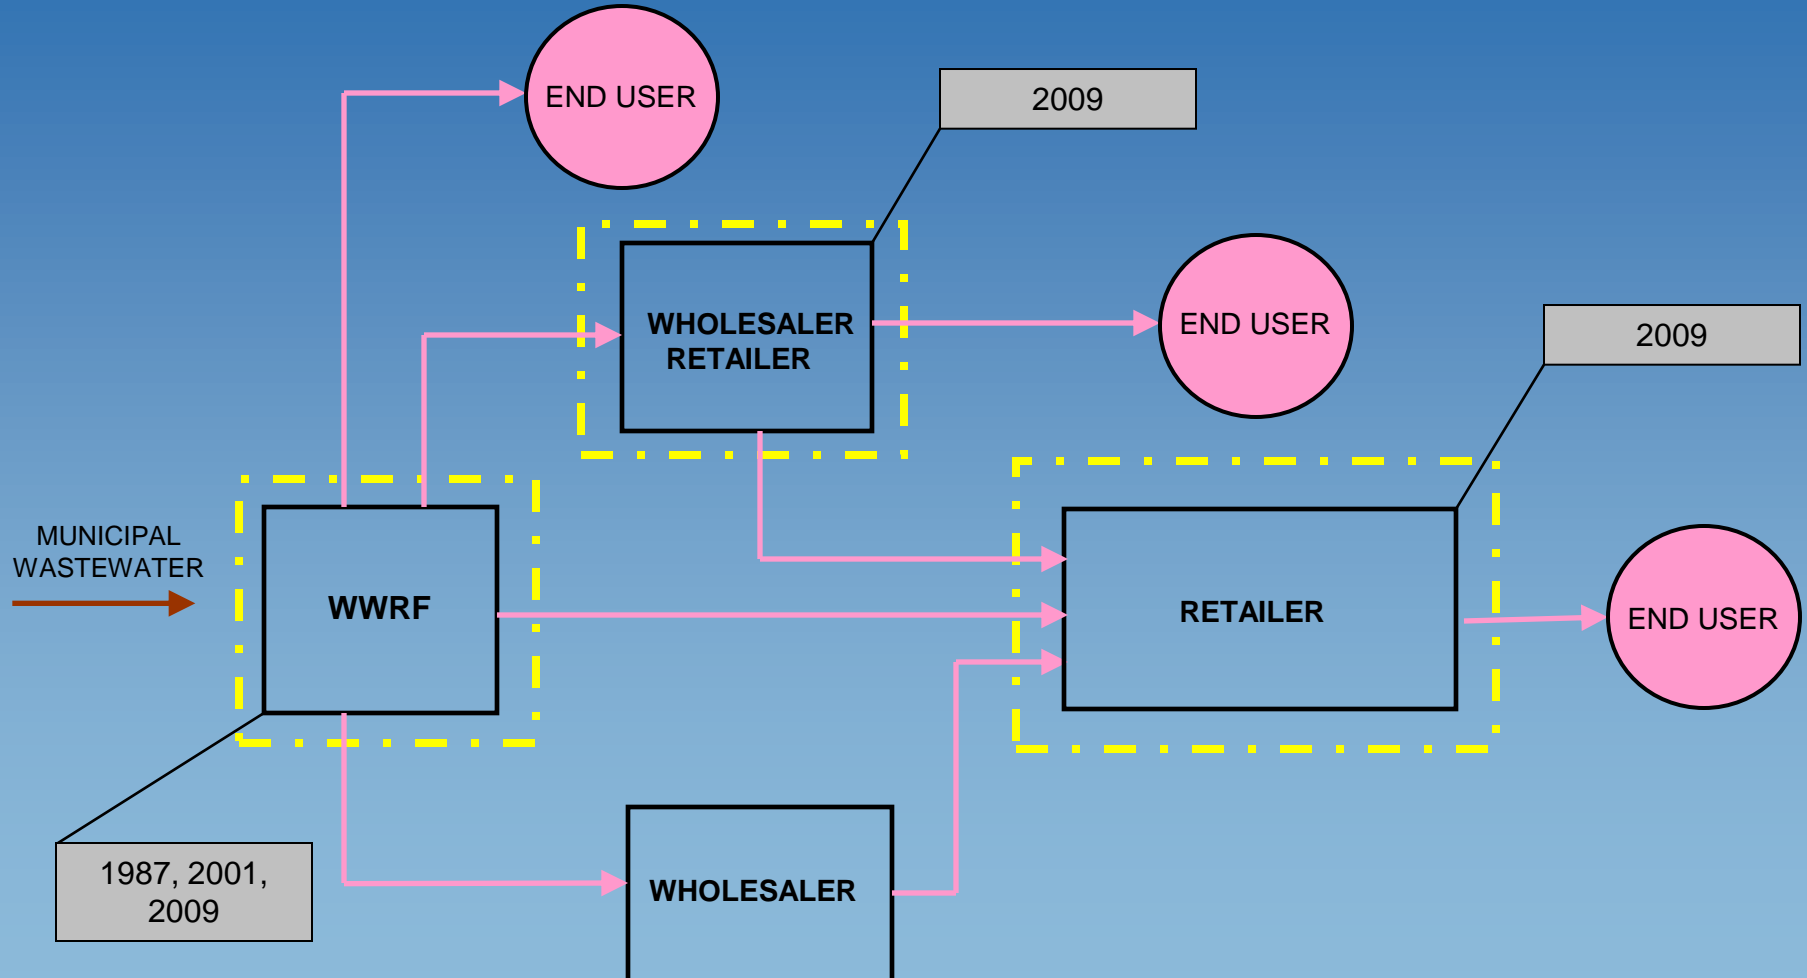 END USER
2009
WHOLESALER
RETAILER
END USER
2009
MUNICIPAL
WASTEWATER
WWRF
RETAILER
END USER
1987, 2001,
2009
WHOLESALER